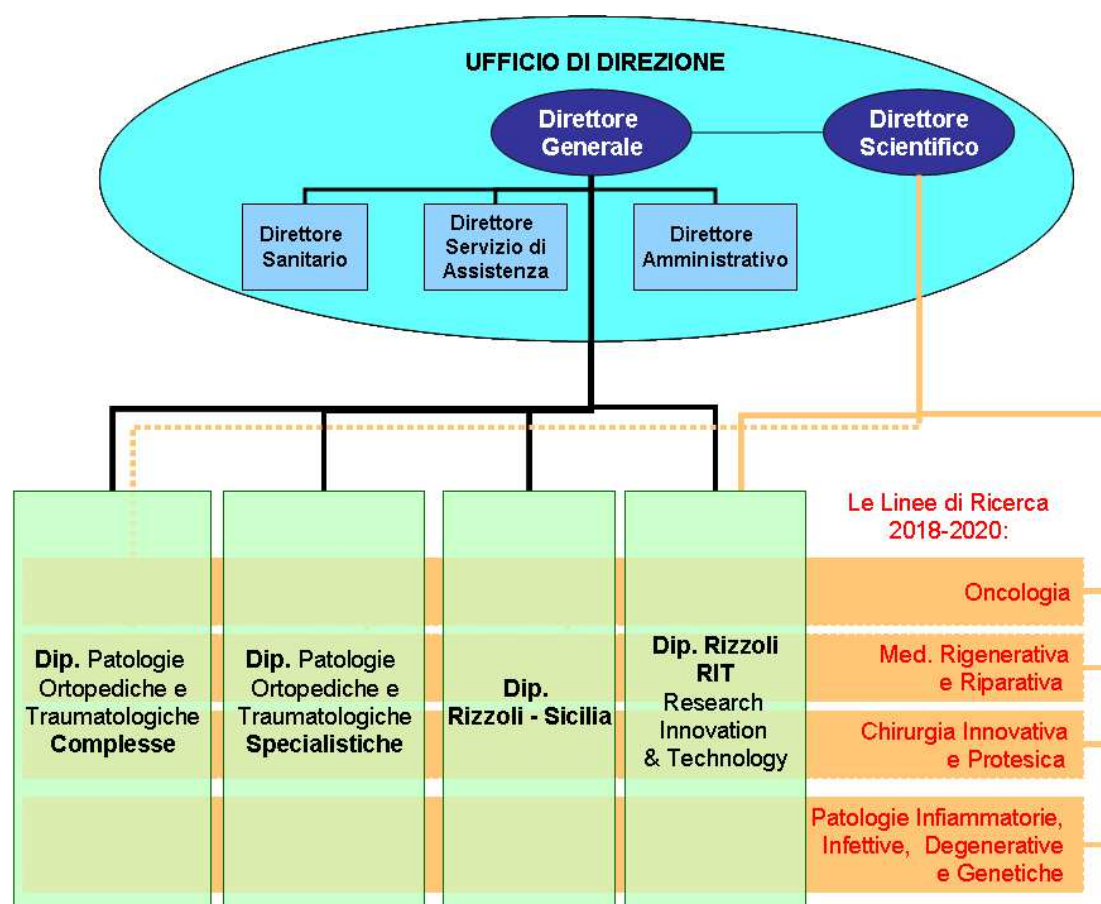 UFFICIO DI DIREZIONE
Direttore
Generale
Direttore
Scientifico
Direttore
Sanitario
Direttore
Servizio di
Assistenza
Direttore
Amministrativo
Le Linee di Ricerca
2018-2020:
Oncologia
Med. Rigenerativa
e Riparativa
Chirurgia Innovativa
e Protesica
Patologie Infiammatorie,
Infettive, Degenerative
e Genetiche
Dip. Patologie
Ortopediche e
Traumatologiche
Complesse
Dip. Patologie
Ortopediche e
Traumatologiche
Specialistiche
Dip.
Rizzoli - Sicilia
Dip. Rizzoli
RIT
Research
Innovation
& Technology